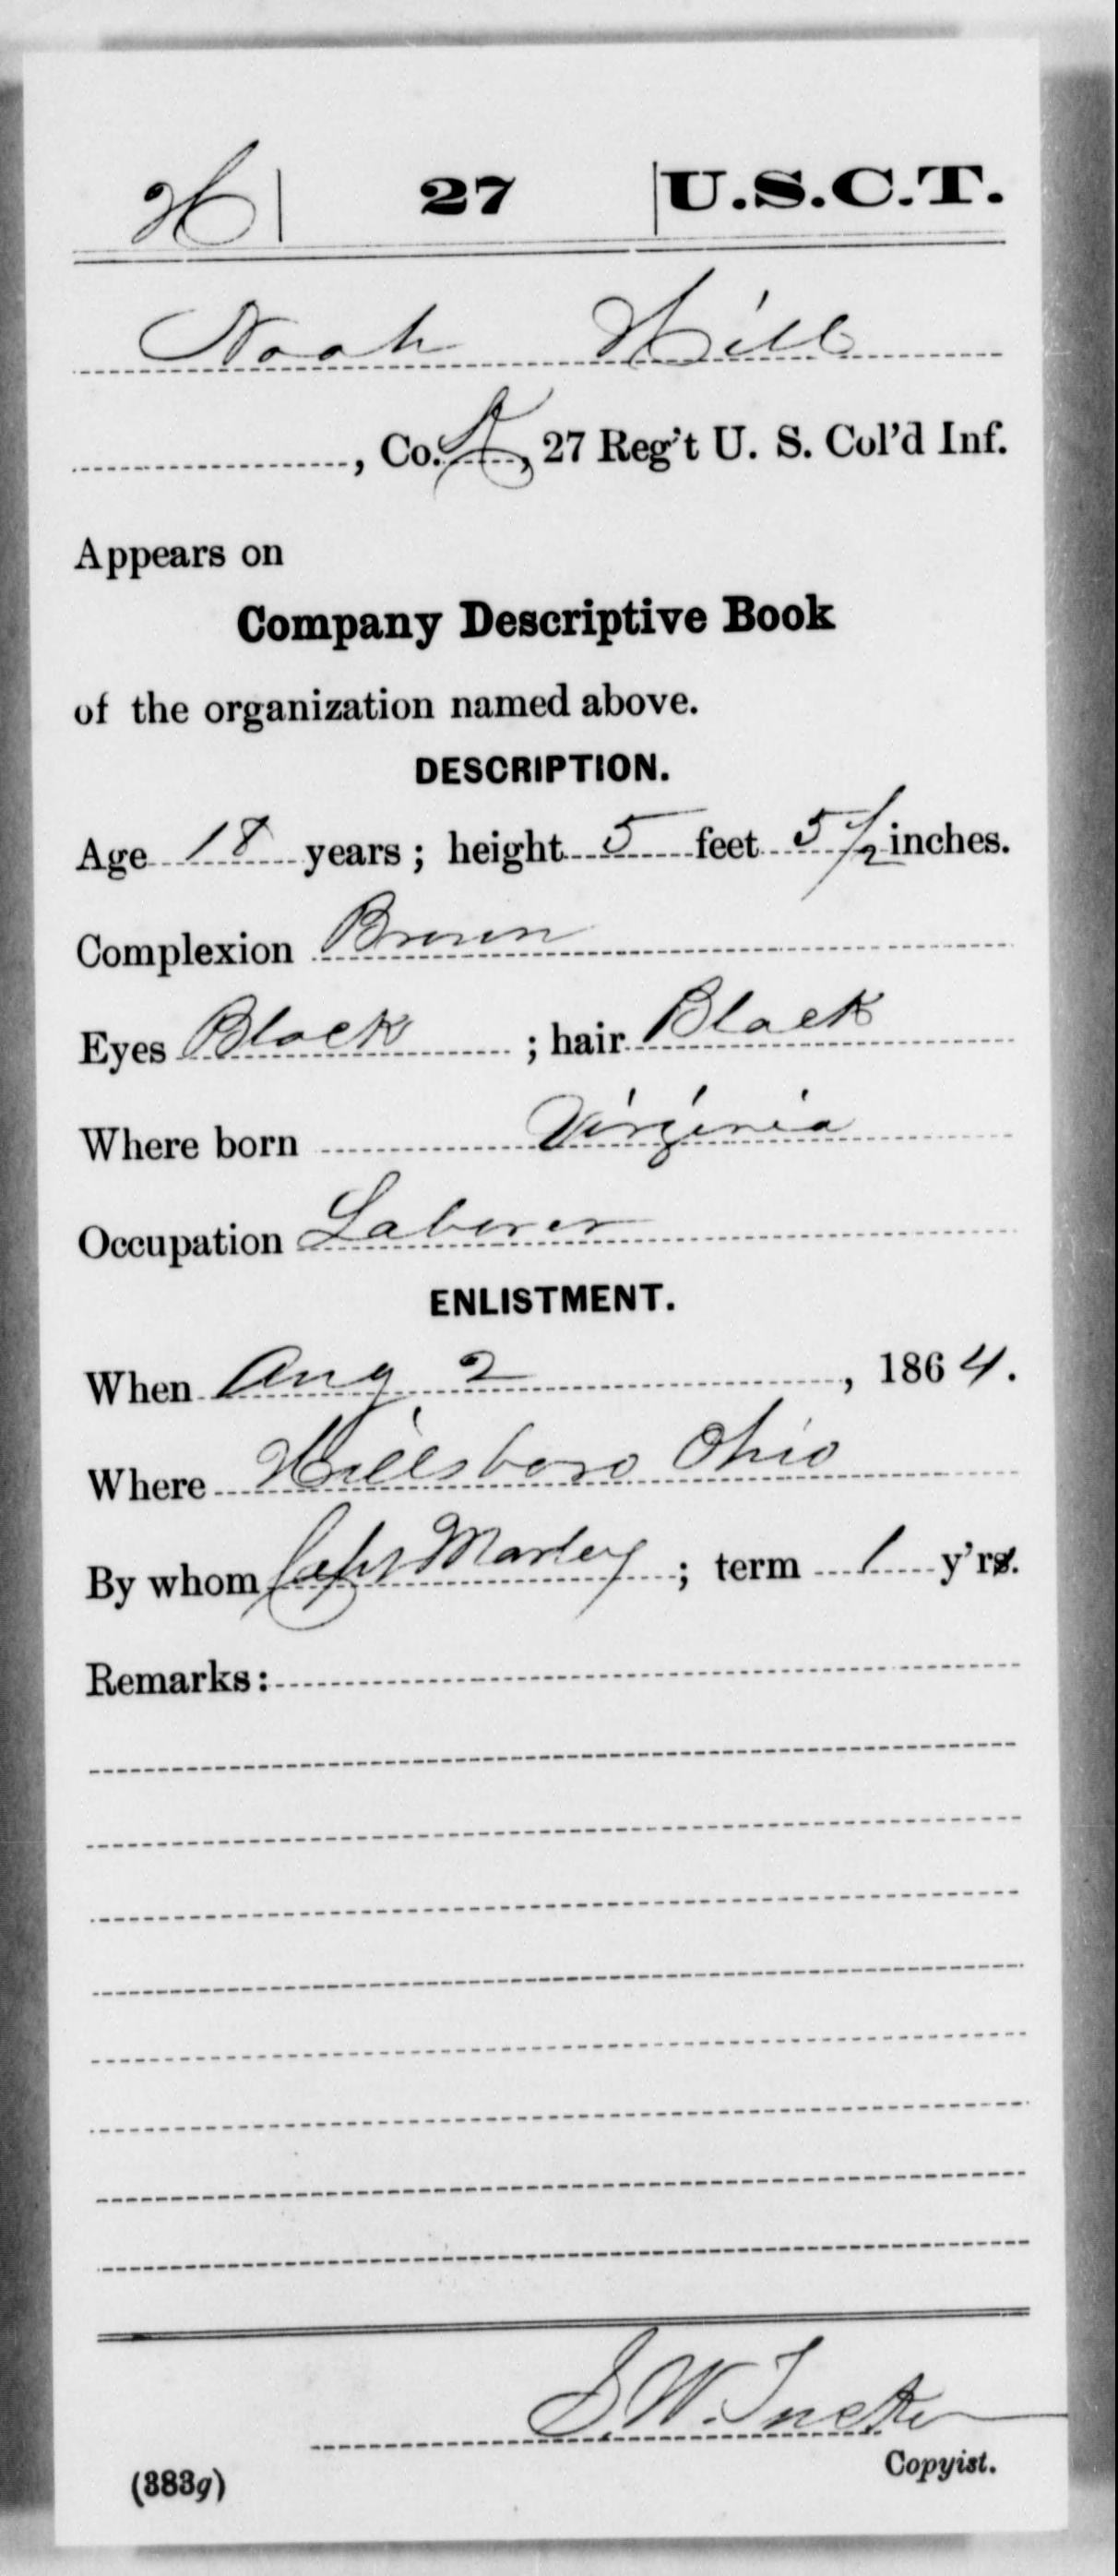 H | 27 | U.S.C.T.
Noah Hill
, Co. K, 27 Reg't U. S. Col'd Inf.
Appears on
Company Descriptive Book
of the organization named above.
DESCRIPTION.
Age 18 years; height 5 feet 5 1/2 inches.
Complexion Brown
Eyes Black ; hair Black
Where born Virginia
Occupation Laborer
ENLISTMENT.
When Aug 2, 1864.
Where Hillsboro Ohio
By whom Capt Marley ; term 1 y'rs.
Remarks:
S.W. Tucker
Copyist.
(383g)